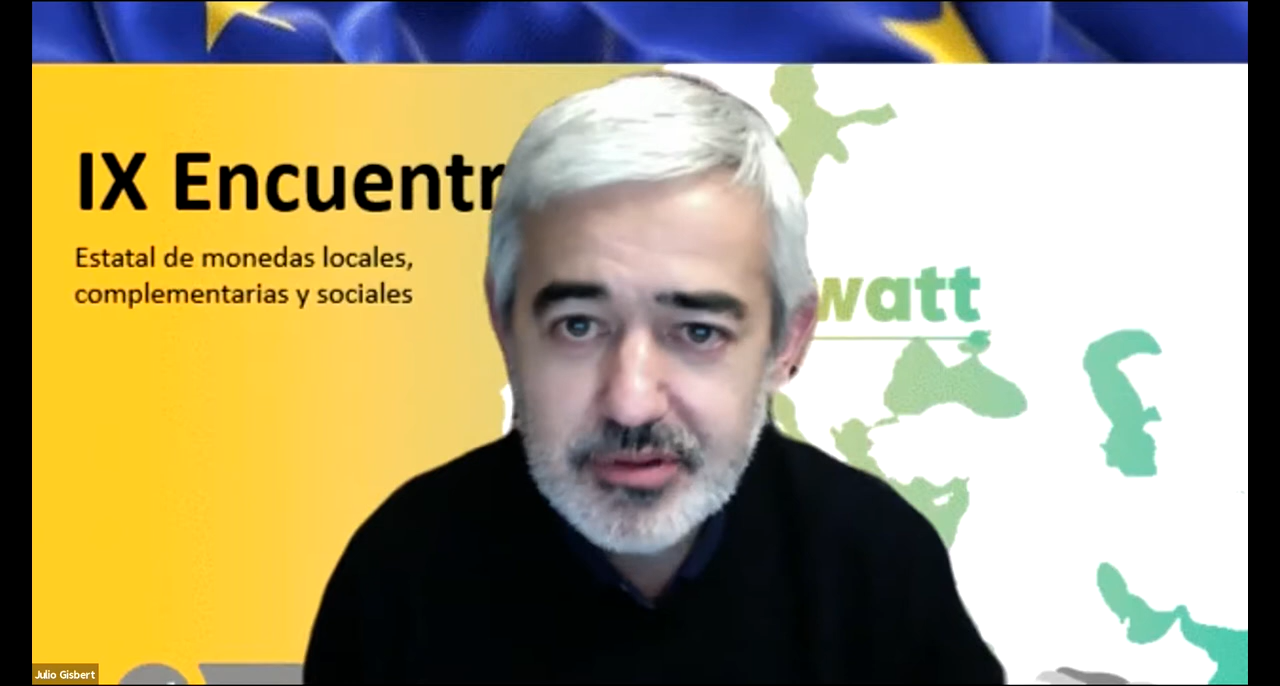 IX Encuentr
Estatal de monedas locales,
complementarias y sociales
watt
Julio Gisbert